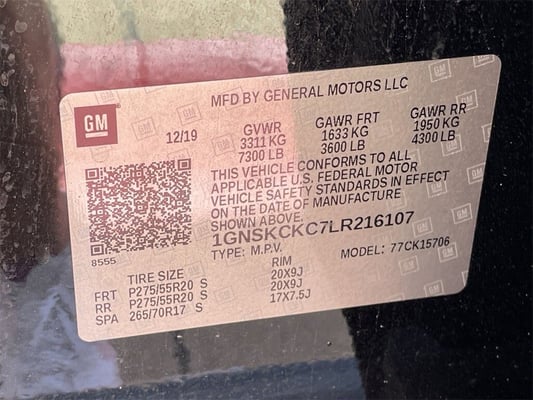 MFD BY GENERAL MOTORS LLC
GM
12/19
GVWR
3311 KG
7300 LB
GAWR FRT
1633 KG
3600 LB
GAWR RR
1950 KG
4300 LB
THIS VEHICLE CONFORMS TO ALL
APPLICABLE U.S. FEDERAL MOTOR
VEHICLE SAFETY STANDARDS IN EFFECT
ON THE DATE OF MANUFACTURE
SHOWN ABOVE.
1GNSKCKC7LR216107
TYPE: M.P.V.
MODEL: 77CK15706
8555
TIRE SIZE RIM
FRT P275/55R20 S 20X9J
RR P275/55R20 S 20X9J
SPA 265/70R17 S 17X7.5J